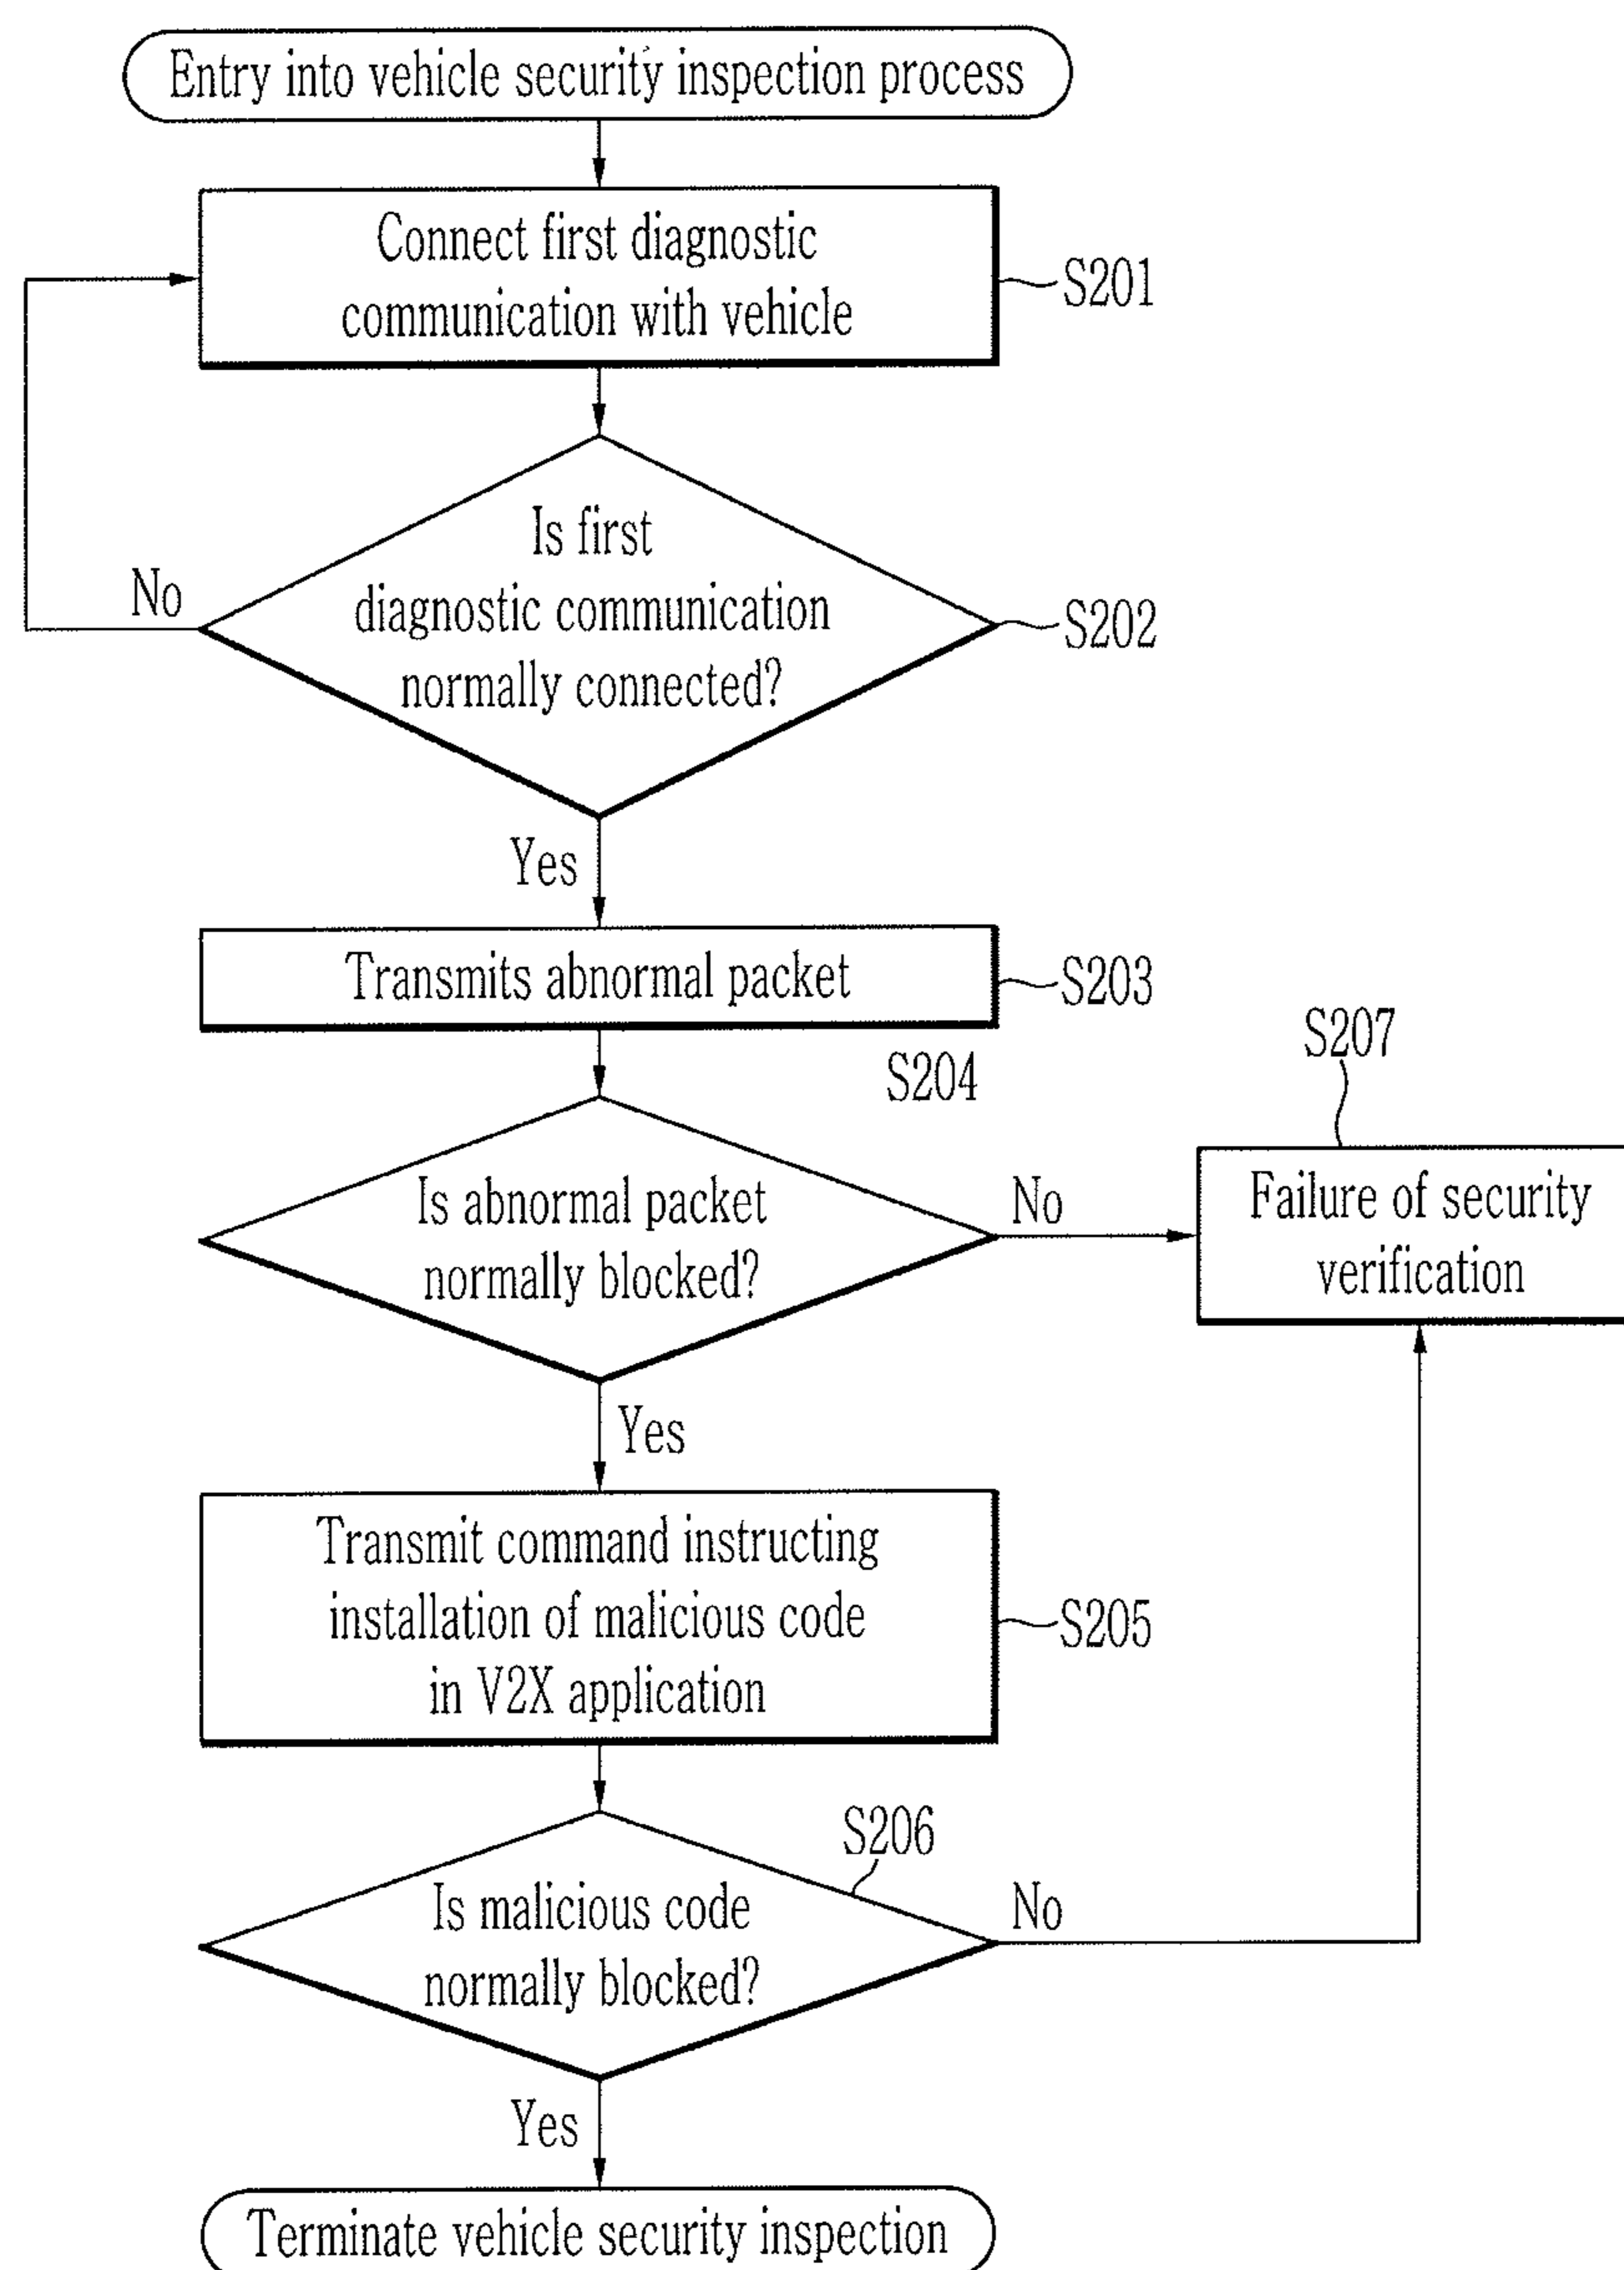 Entry into vehicle security inspection process
Connect first diagnostic
communication with vehicle
S201
Is first
diagnostic communication
normally connected?
S202
No
Yes
Transmits abnormal packet
S203
S204
Is abnormal packet
normally blocked?
No
S207
Failure of security
verification
Yes
Transmit command instructing
installation of malicious code
in V2X application
S205
S206
Is malicious code
normally blocked?
No
Yes
Terminate vehicle security inspection